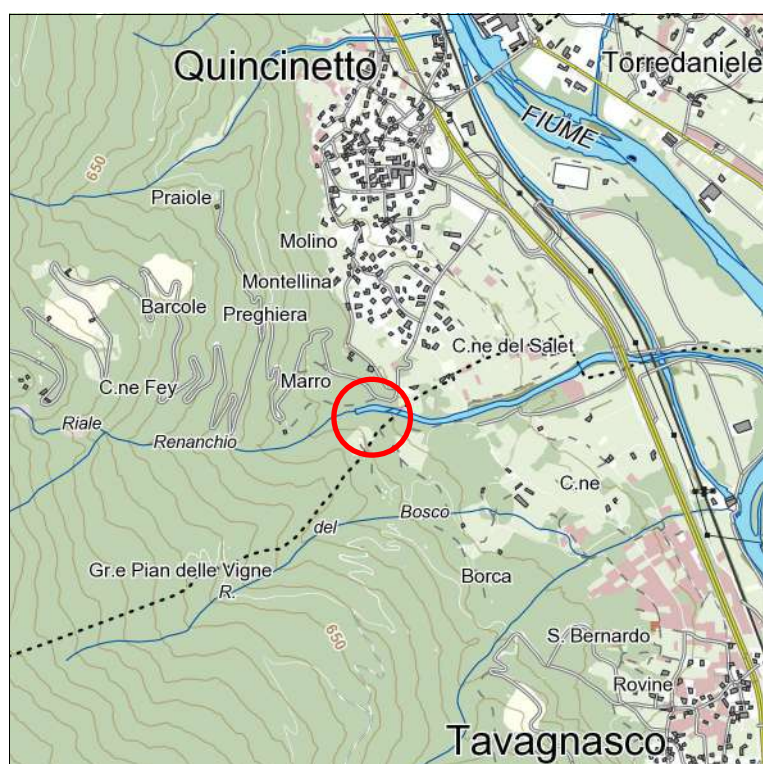 Quincinetto
Torredaniele
FIUME
650
Praiole
Molino
Montellina
Barcole
Preghiera
C.ne del Salet
C.ne Fey
Marro
Riale
Renanchio
C.ne
Bosco
del
Gr.e Pian delle Vigne
R.
Borca
650
S. Bernardo
Rovine
Tavagnasco